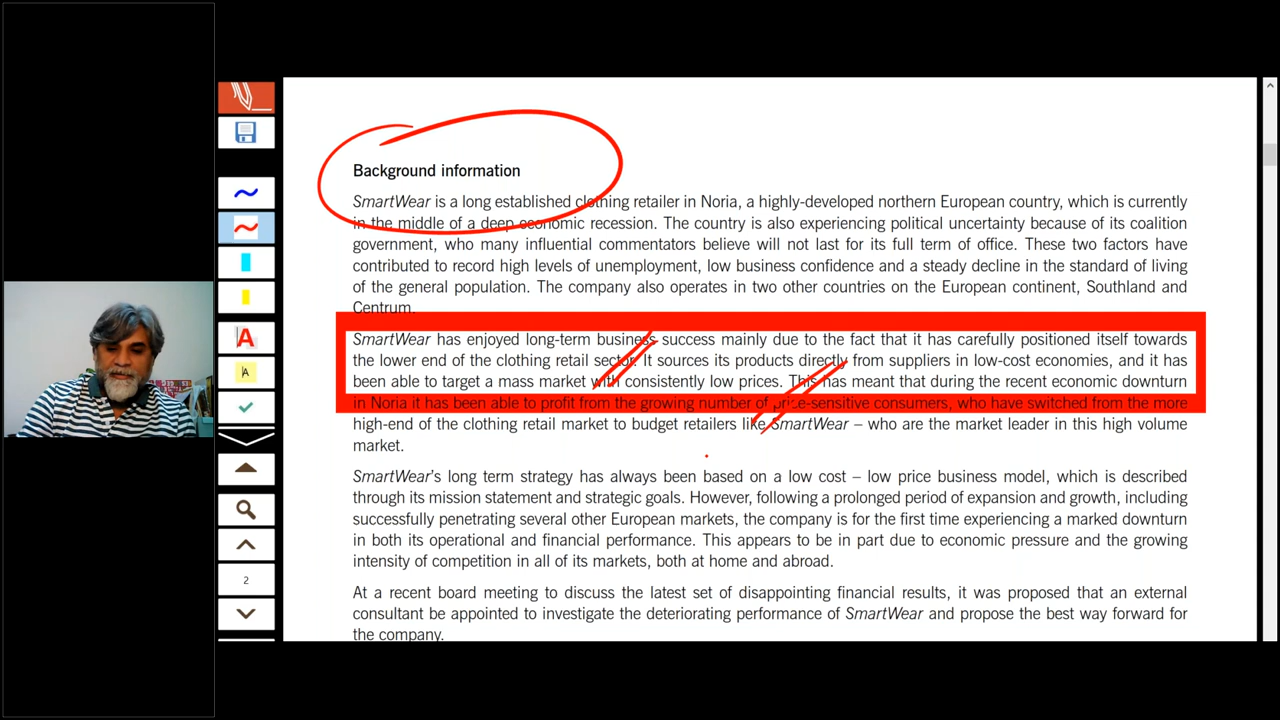 Background information
SmartWear is a long established clothing retailer in Noria, a highly-developed northern European country, which is currently
in the middle of a deep economic recession. The country is also experiencing political uncertainty because of its coalition
government, who many influential commentators believe will not last for its full term of office. These two factors have
contributed to record high levels of unemployment, low business confidence and a steady decline in the standard of living
of the general population. The company also operates in two other countries on the European continent, Southland and
Centrum.
SmartWear has enjoyed long-term business success mainly due to the fact that it has carefully positioned itself towards
the lower end of the clothing retail sector. It sources its products directly from suppliers in low-cost economies, and it has
been able to target a mass market with consistently low prices. This has meant that during the recent economic downturn
in Noria it has been able to profit from the growing number of price-sensitive consumers, who have switched from the more
high-end of the clothing retail market to budget retailers like SmartWear – who are the market leader in this high volume
market.
SmartWear's long term strategy has always been based on a low cost – low price business model, which is described
through its mission statement and strategic goals. However, following a prolonged period of expansion and growth, including
successfully penetrating several other European markets, the company is for the first time experiencing a marked downturn
in both its operational and financial performance. This appears to be in part due to economic pressure and the growing
intensity of competition in all of its markets, both at home and abroad.
At a recent board meeting to discuss the latest set of disappointing financial results, it was proposed that an external
consultant be appointed to investigate the deteriorating performance of SmartWear and propose the best way forward for
the company.
A
A
2